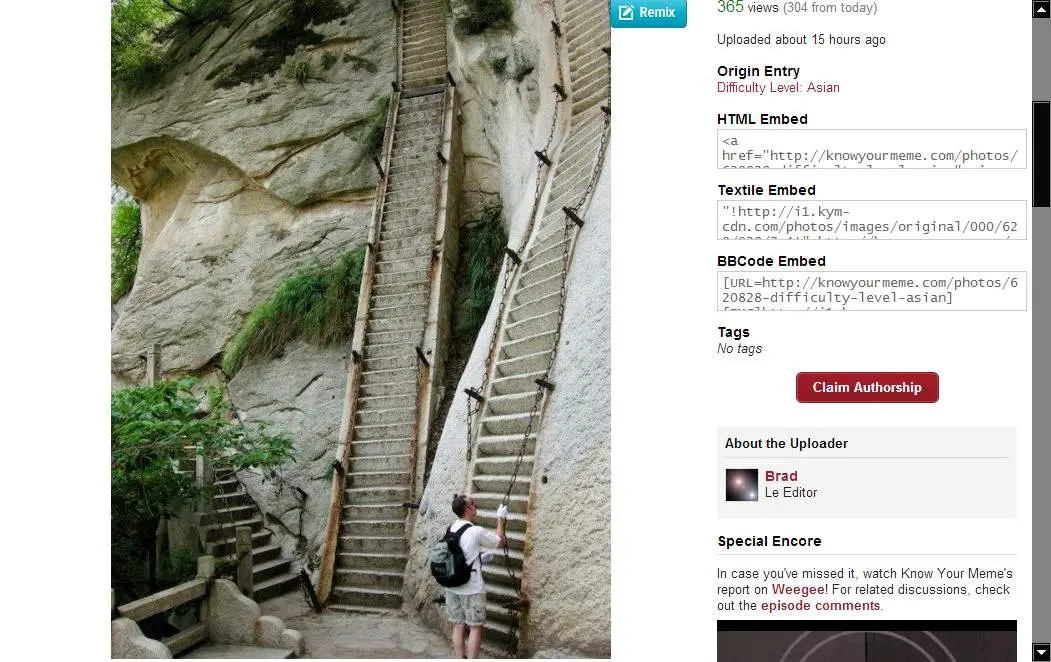 Remix
365 views (304 from today)
Uploaded about 15 hours ago
Origin Entry
Difficulty Level: Asian
HTML Embed
<a
href="http://knowyourmeme.com/photos/
Textile Embed
"!http://i1.kym-
cdn.com/photos/images/original/000/62
BBCode Embed
[URL=http://knowyourmeme.com/photos/6
20828-difficulty-level-asian]
Tags
No tags
Claim Authorship
About the Uploader
Brad
Le Editor
Special Encore
In case you've missed it, watch Know Your Meme's
report on Weegee! For related discussions, check
out the episode comments.